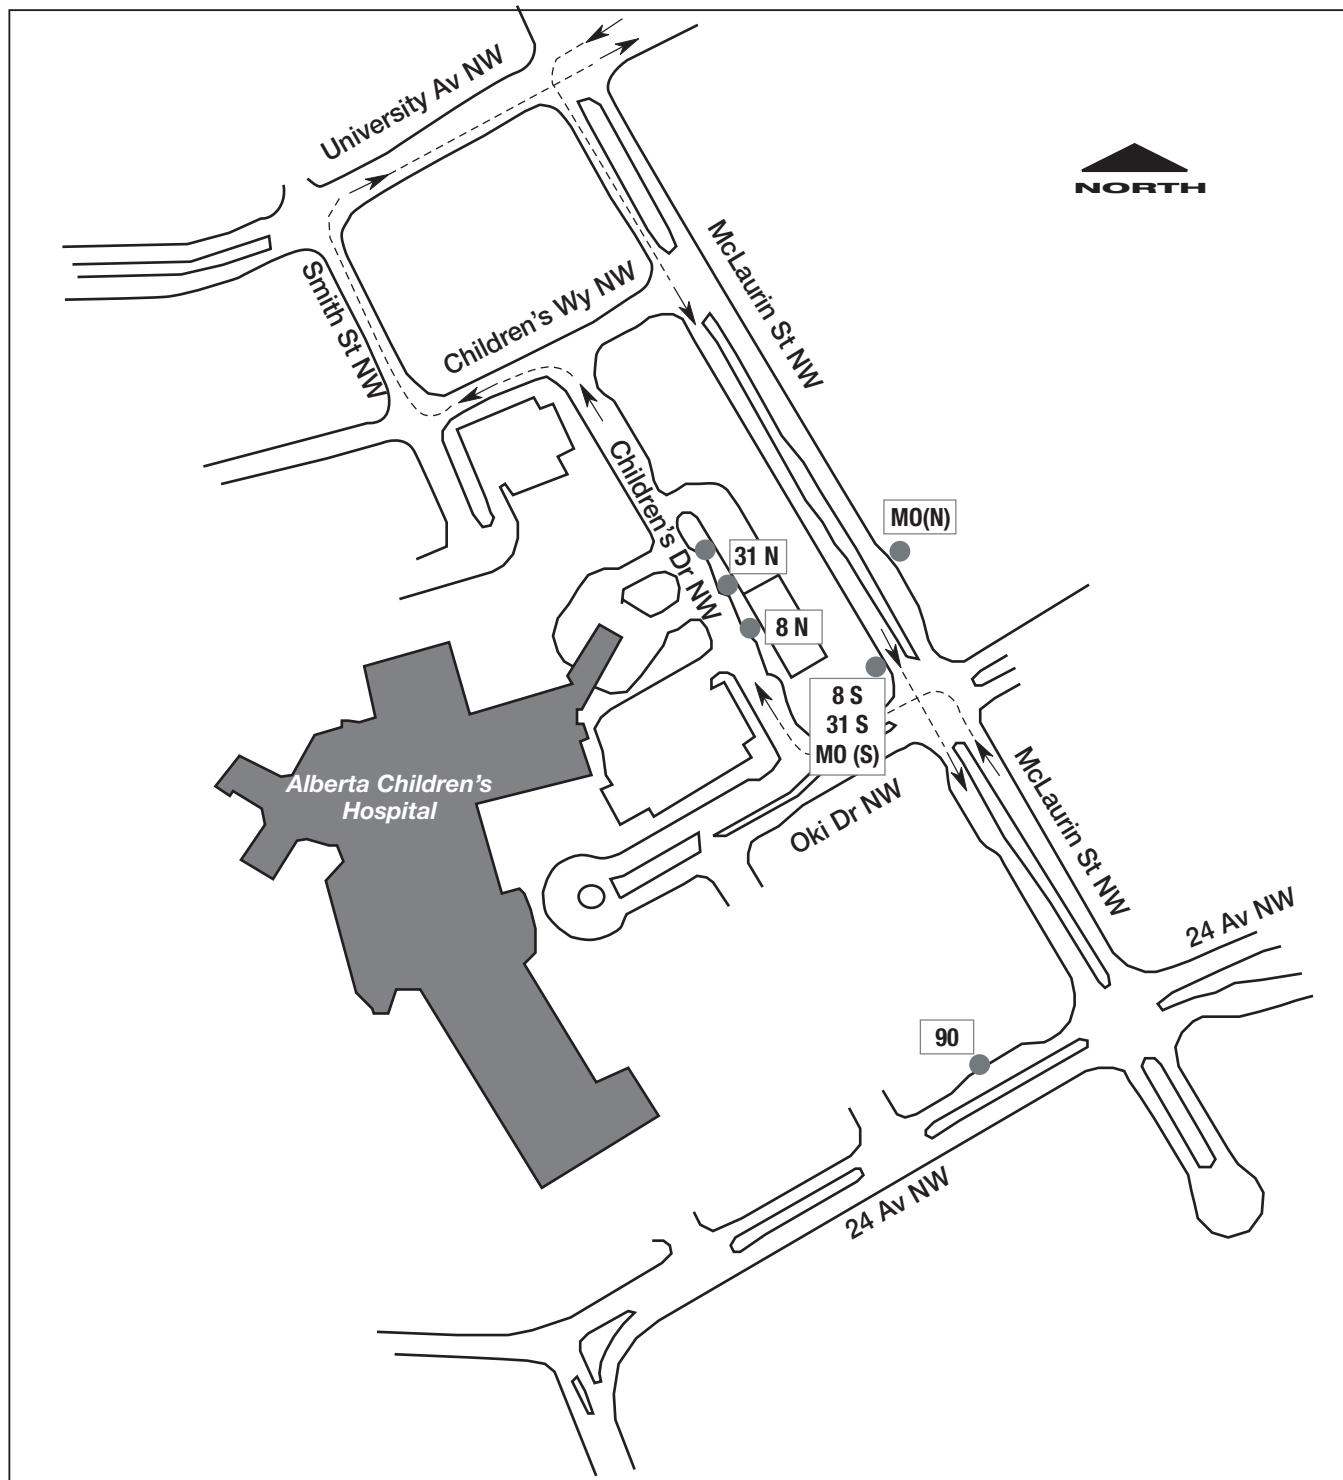 University Av NW
NORTH
McLaurin St NW
Smith St NW
Children's Wy NW
Children's Dr NW
MO(N)
31 N
8 N
8 S
31 S
MO (S)
Alberta Children's
Hospital
Oki Dr NW
McLaurin St NW
24 Av NW
90
24 Av NW